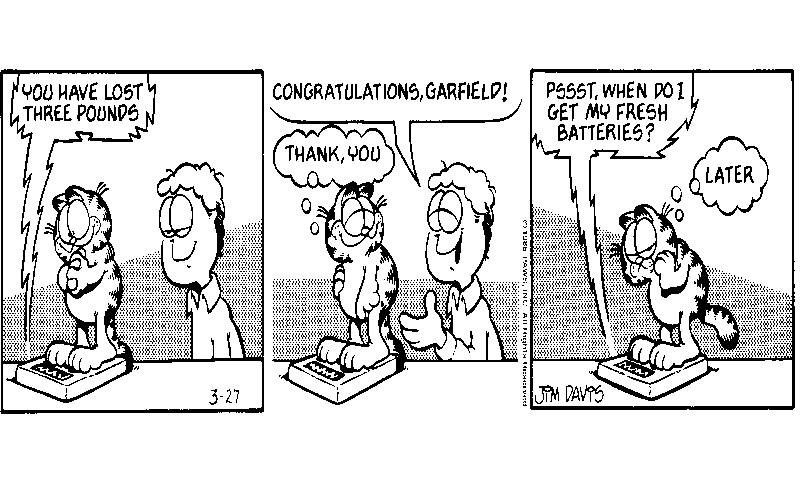 YOU HAVE LOST
THREE POUNDS
3-27
CONGRATULATIONS, GARFIELD!
THANK, YOU
PSSST, WHEN DO I
GET MY FRESH
BATTERIES?
LATER
JIM DAVIS